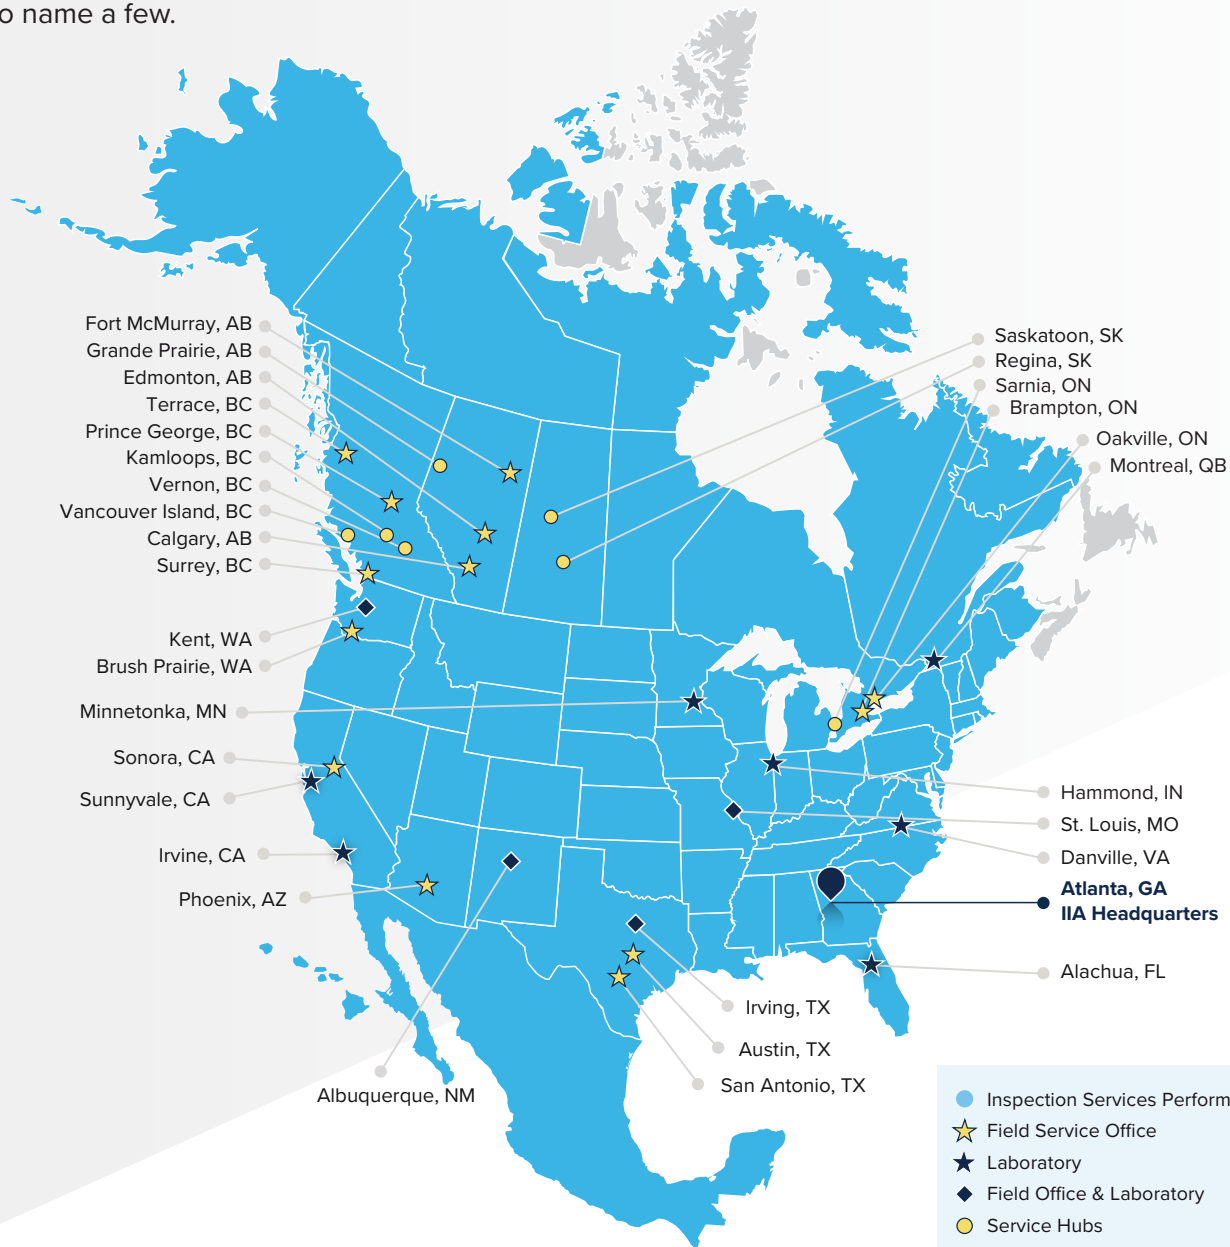 o name a few.
Fort McMurray, AB
Grande Prairie, AB
Edmonton, AB
Terrace, BC
Prince George, BC
Kamloops, BC
Vernon, BC
Vancouver Island, BC
Calgary, AB
Surrey, BC
Kent, WA
Brush Prairie, WA
Minnetonka, MN
Sonora, CA
Sunnyvale, CA
Irvine, CA
Phoenix, AZ
Albuquerque, NM
Saskatoon, SK
Regina, SK
Sarnia, ON
Brampton, ON
Oakville, ON
Montreal, QB
Hammond, IN
St. Louis, MO
Danville, VA
Atlanta, GA
IIA Headquarters
Alachua, FL
Irving, TX
Austin, TX
San Antonio, TX
Inspection Services Perform
Field Service Office
Laboratory
Field Office & Laboratory
Service Hubs